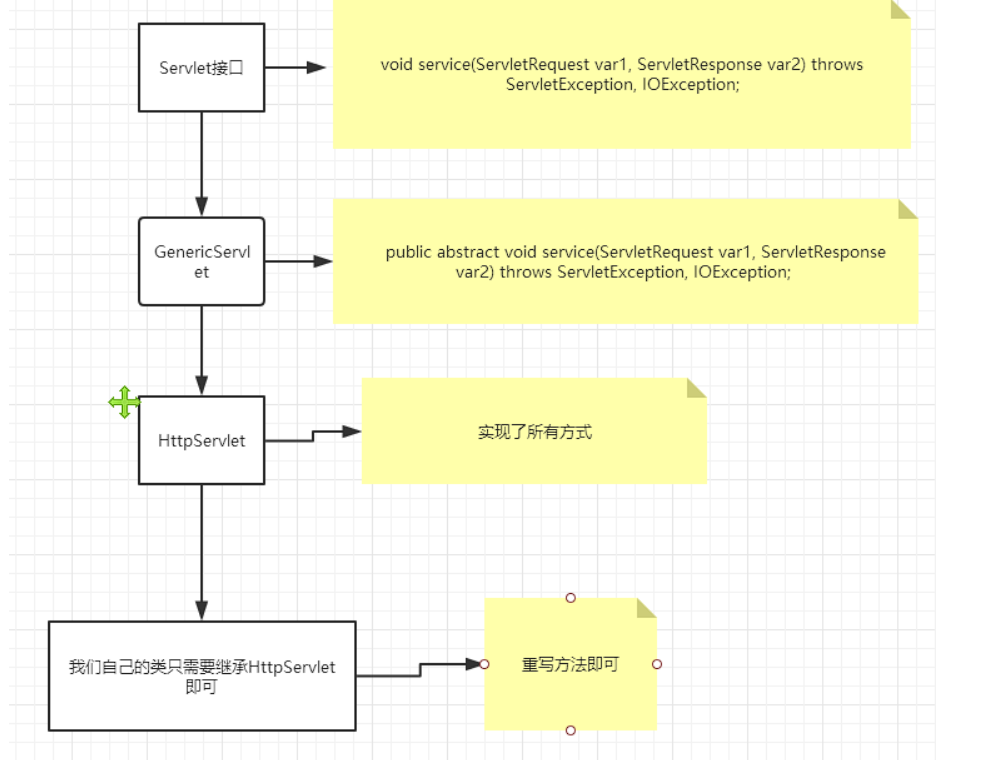 Servlet接口
void service(ServletRequest var1, ServletResponse var2) throws
ServletException, IOException;
GenericServl
et
public abstract void service(ServletRequest var1, ServletResponse
var2) throws ServletException, IOException;
HttpServlet
实现了所有方式
我们自己的类只需要继承HttpServlet
即可
重写方法即可